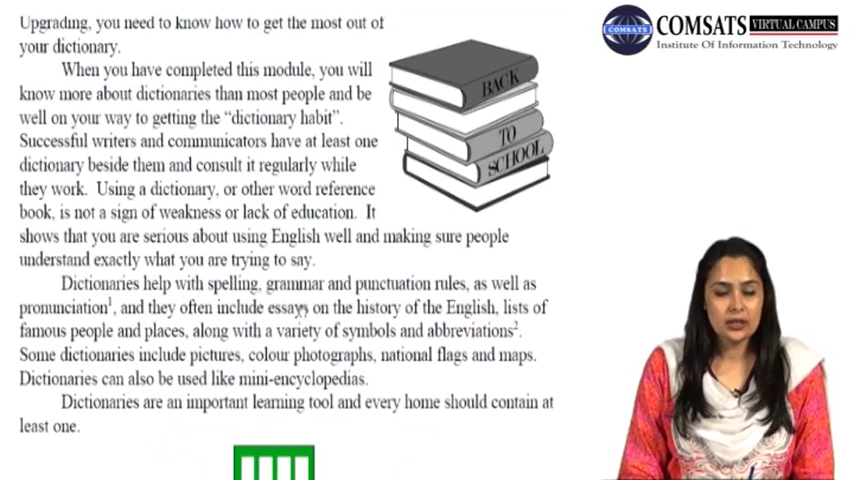 Upgrading, you need to know how to get the most out of
your dictionary.
When you have completed this module, you will
know more about dictionaries than most people and be
well on your way to getting the “dictionary habit”.
Successful writers and communicators have at least one
dictionary beside them and consult it regularly while
they work. Using a dictionary, or other word reference
book, is not a sign of weakness or lack of education. It
shows that you are serious about using English well and making sure people
understand exactly what you are trying to say.
Dictionaries help with spelling, grammar and punctuation rules, as well as
pronunciation¹, and they often include essays on the history of the English, lists of
famous people and places, along with a variety of symbols and abbreviations².
Some dictionaries include pictures, colour photographs, national flags and maps.
Dictionaries can also be used like mini-encyclopedias.
Dictionaries are an important learning tool and every home should contain at
least one.
BACK
TO
SCHOOL
COMSATS
COMSATS VIRTUAL CAMPUS
Institute Of Information Technology